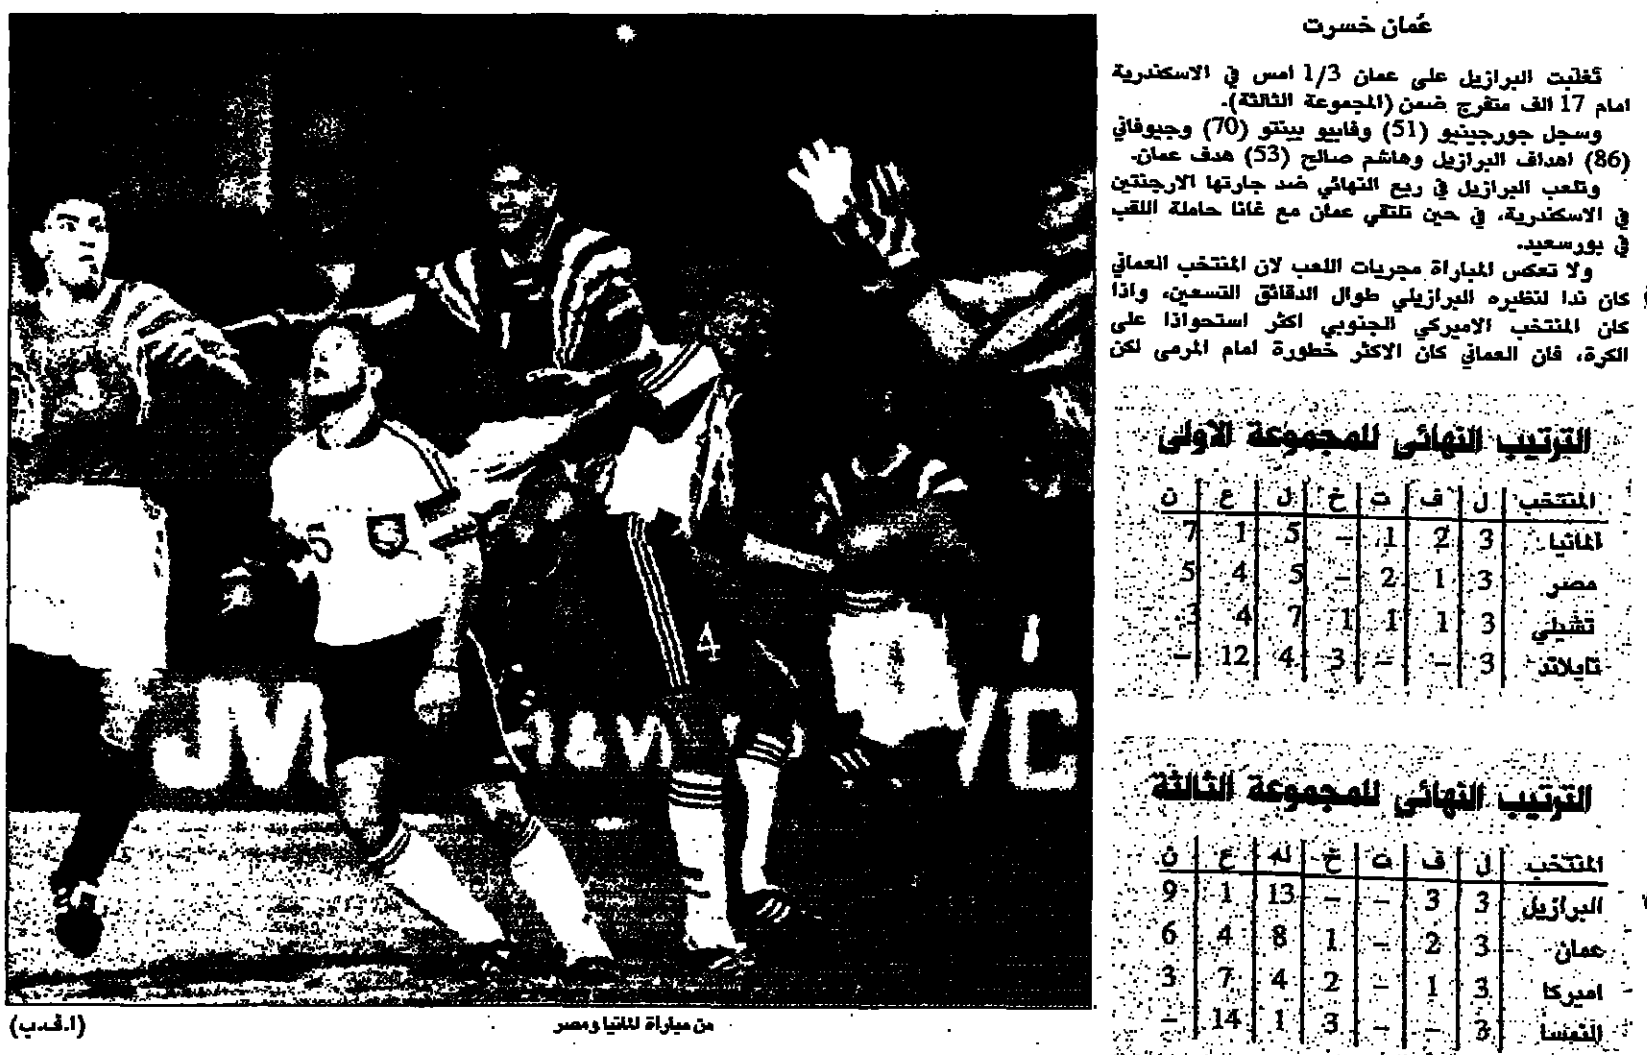 عُمان خسرت
تغلبت البرازيل على عمان 1/3 امس في الاسكندرية
امام 17 الف متفرج ضمن (المجموعة الثالثة).
وسجل جورجينيو (51) وفابيو بينتو (70) وجيوفاني
(86) اهداف البرازيل وهاشم صالح (53) هدف عمان.
وتلعب البرازيل في ربع النهائي ضد جارتها الارجنتين
في الاسكندرية، في حين تلتقي عمان مع غانا حاملة اللقب
في بورسعيد.
ولا تعكس المباراة مجريات اللعب لان المنتخب العماني
كان ندا لنظيره البرازيلي طوال الدقائق التسعين، واذا
كان المنتخب الاميركي الجنوبي اكثر استحواذا على
الكرة، فان العماني كان الاكثر خطورة امام المرمى لكن
الترتيب النهائي للمجموعة الاولى
المنتخب ل ف ت خ ل ع ن
المانيا 3 2 1 – 5 1 7
مصر 3 1 2 – 5 4 5
تشيلي 3 1 1 1 7 4 3
تايلاند 3 – – 3 4 12 –
الترتيب النهائي للمجموعة الثالثة
المنتخب ل ف ت خ له ع ن
البرازيل 3 3 – – 13 1 9
عمان 3 2 – 1 8 4 6
اميركا 3 1 – 2 4 7 3
النمسا 3 – – 3 1 14 –
5
4
JV
&
VC
من مباراة المانيا ومصر
(ا.ف.ب)